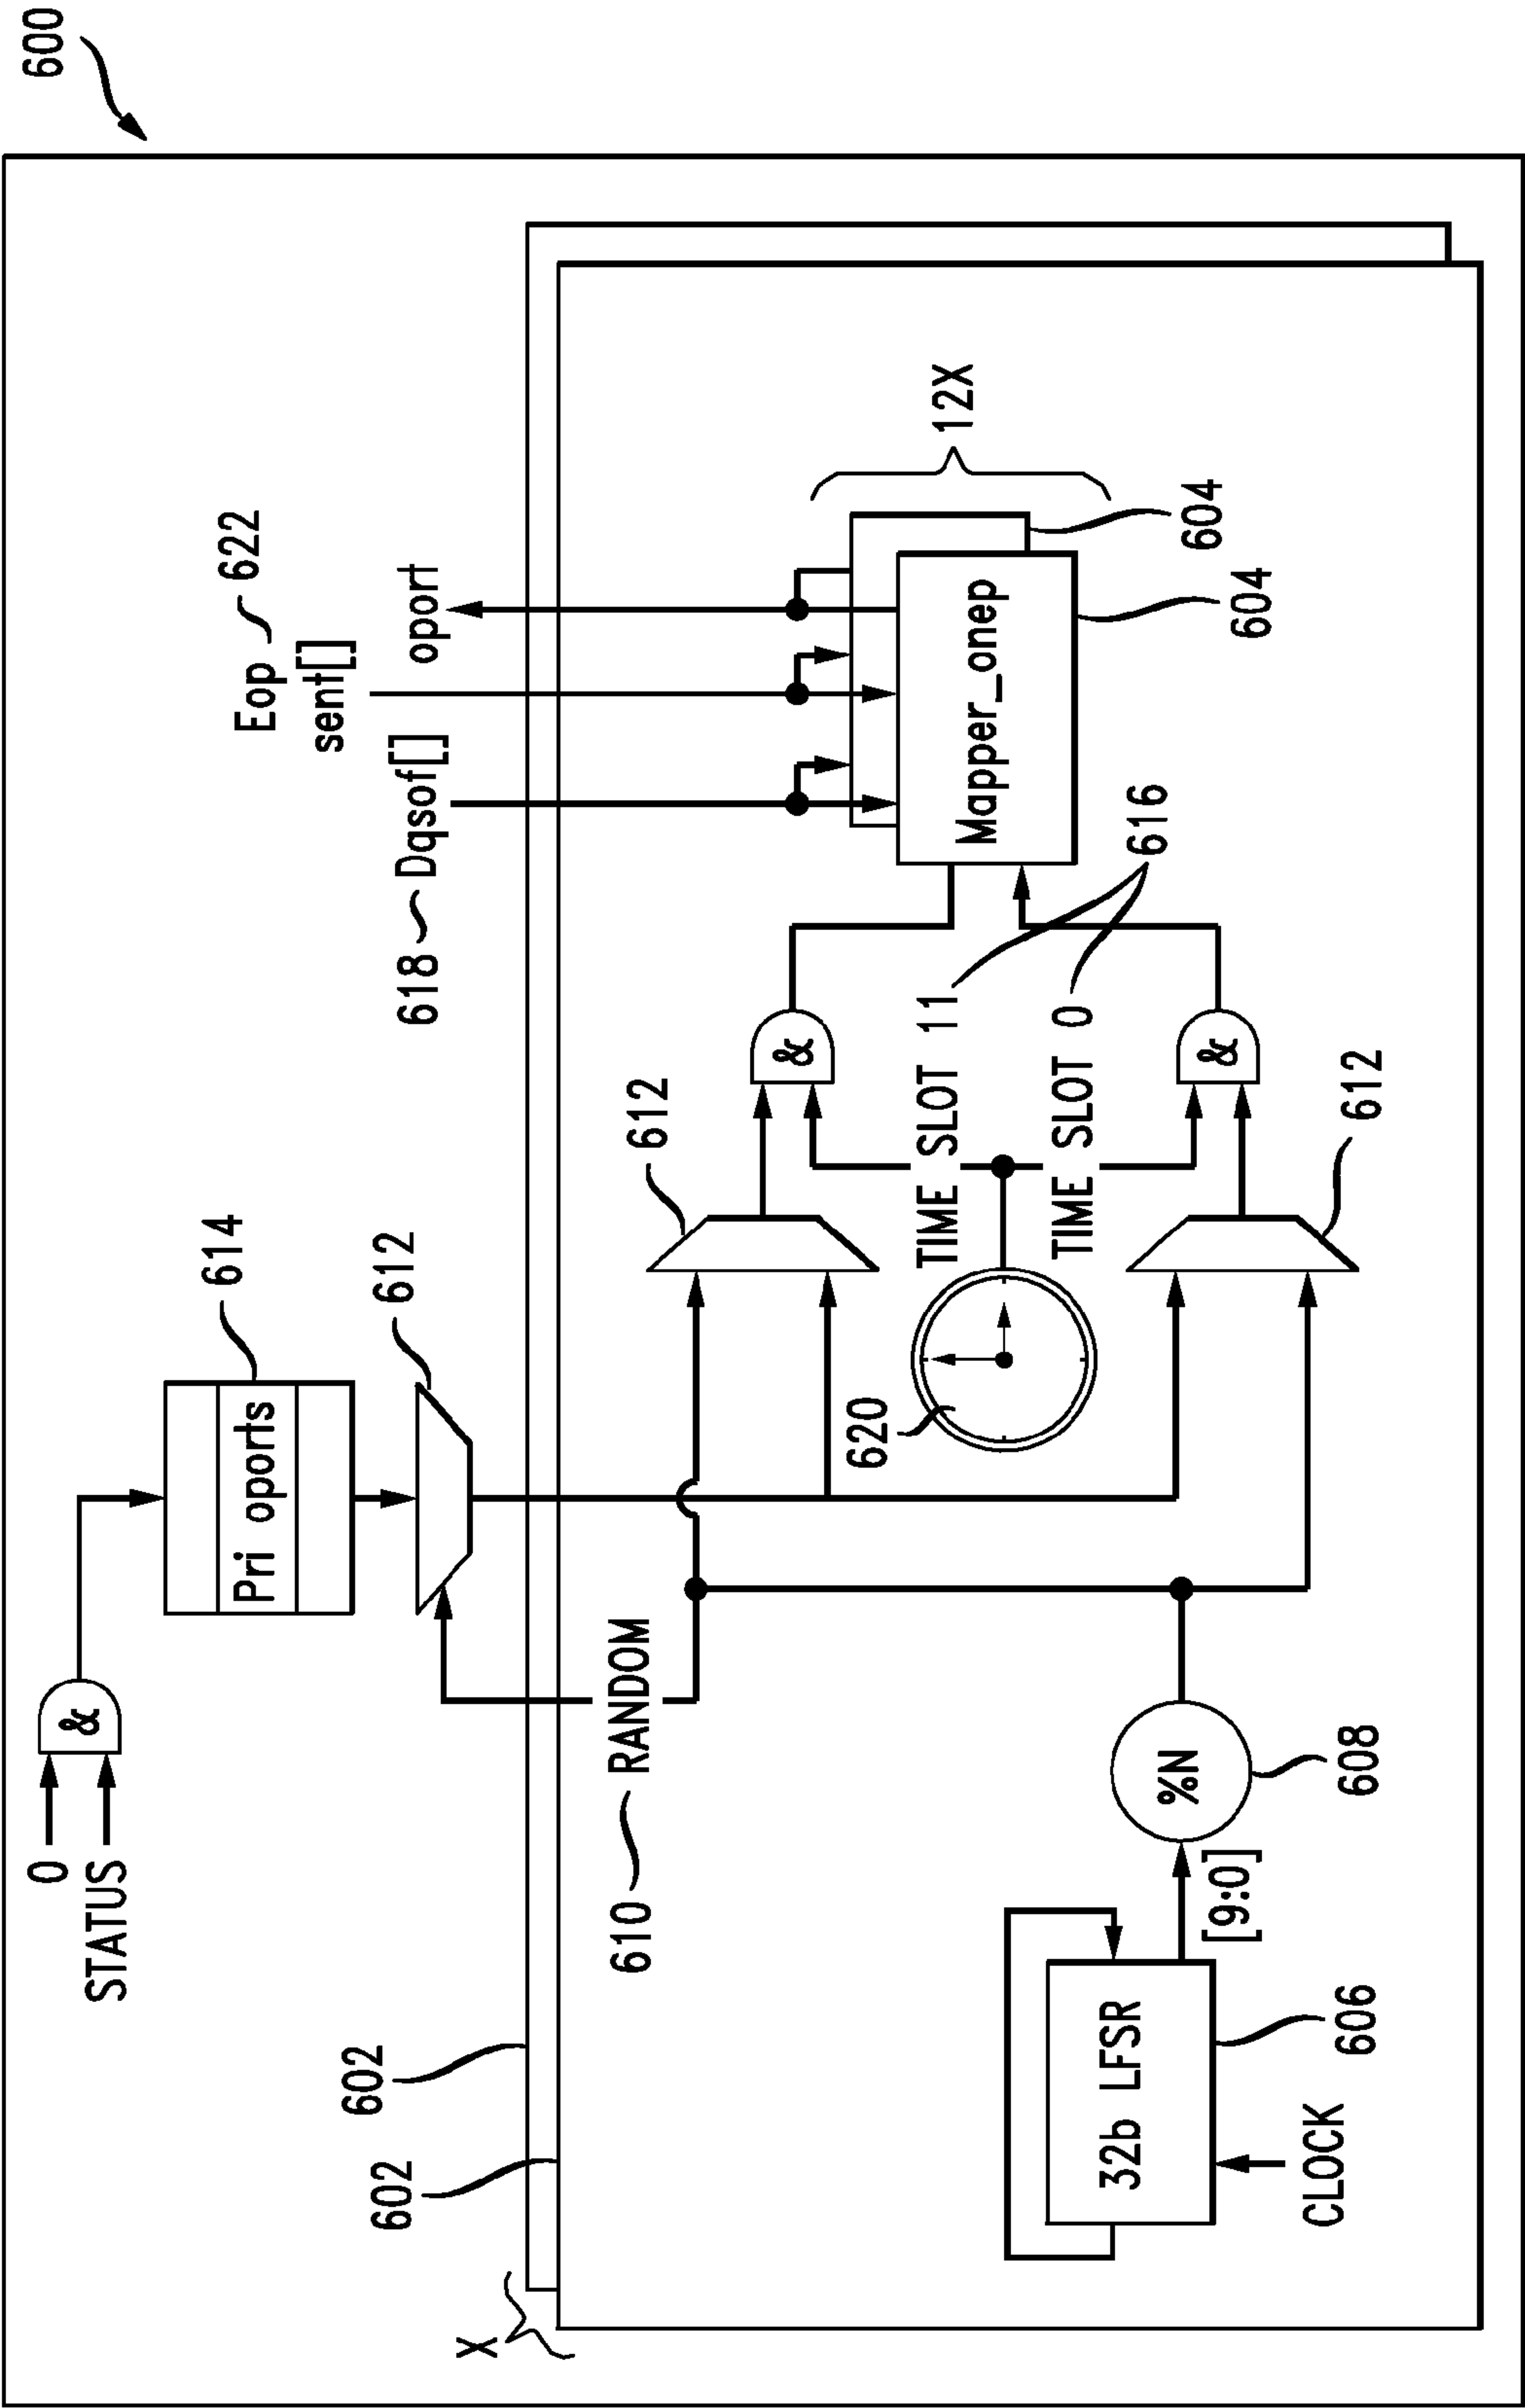 600
0
STATUS
&
614
Pri oports
612
Eop 622
sent[]
oport
618 Dqsof[]
602
602
X
610 RANDOM
612
&
12X
604
604
Mapper_onep
616
TIME SLOT 11
TIME SLOT 0
620
&
612
32b LFSR
[9:0]
%N
608
606
CLOCK